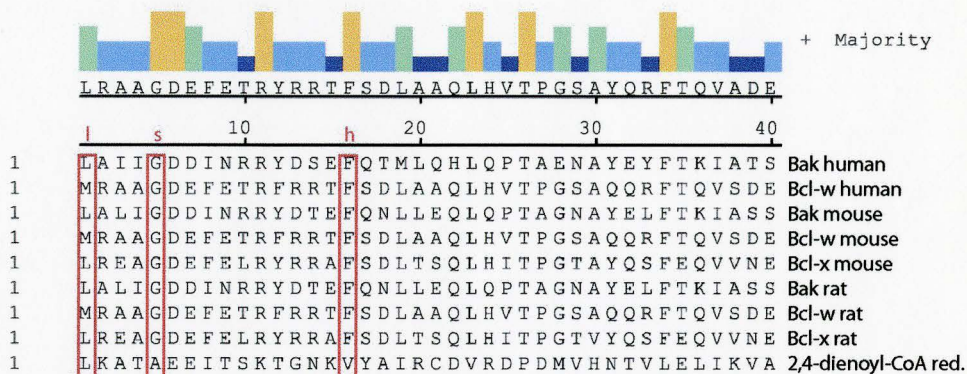 + Majority
LRAAGDEFETRYRRTFSDLAAQLHVTPGSAYQRFTQVADE
l s 10 h 20 30 40
1 LAIIGDDINRRYDSEFQTMLQHLQPTAENAYEYFTKIATS Bak human
1 MRAAGDEFETRFRRTFSDLAAQLHVTPGSAQQRFTQVSDE Bcl-w human
1 LALIGDDINRRYDTEFQNLLEQLQPTAGNAYELFTKIASS Bak mouse
1 MRAAGDEFETRFRRTFSDLAAQLHVTPGSAQQRFTQVSDE Bcl-w mouse
1 LREAGDEFELRYRRAFSDLTSQLHITPGTAYQSFEQVVNE Bcl-x mouse
1 LALIGDDINRRYDTEFQNLLEQLQPTAGNAYELFTKIASS Bak rat
1 MRAAGDEFETRFRRTFSDLAAQLHVTPGSAQQRFTQVSDE Bcl-w rat
1 LREAGDEFELRYRRAFSDLTSQLHITPGTVYQSFEQVVNE Bcl-x rat
1 LKATAEEITSKTGNKVYAIRCDVRDPDMVHNTVLELIKVA 2,4-dienoyl-CoA red.